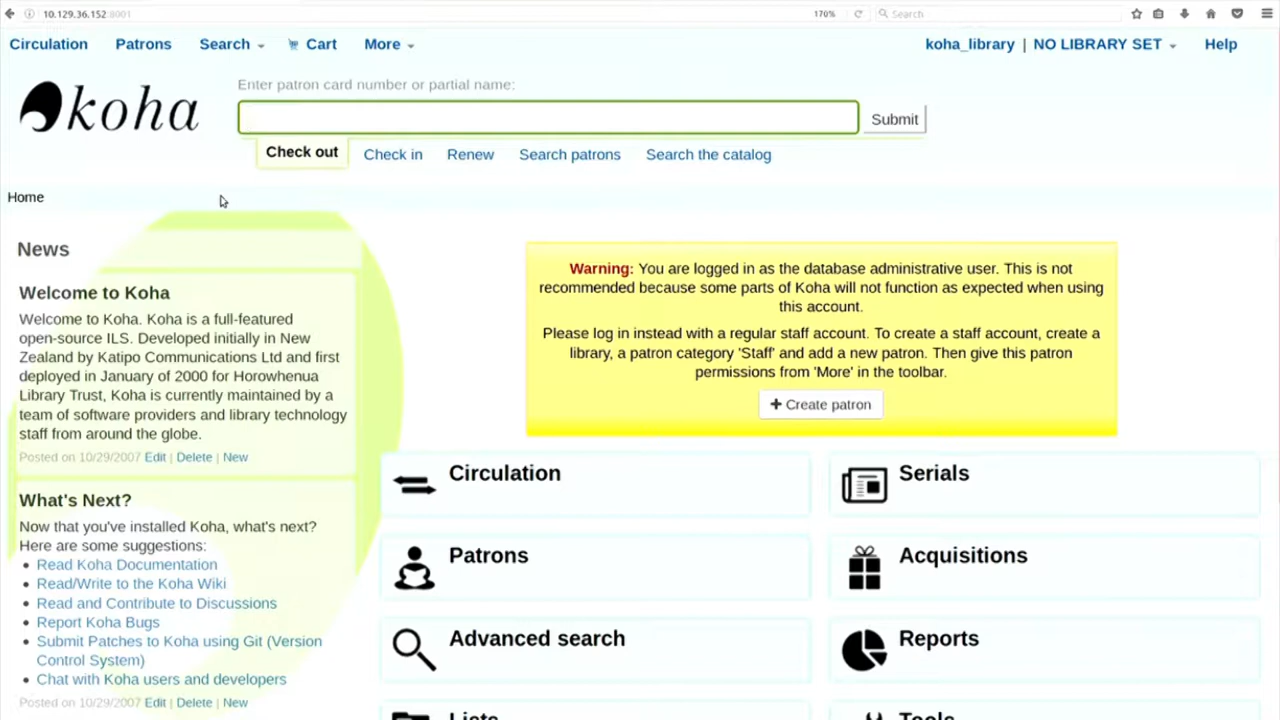 10.129.36.152:8001
170%
Search
Circulation
Patrons
Search
Cart
More
koha_library | NO LIBRARY SET
Help
koha
Enter patron card number or partial name:
Submit
Check out
Check in
Renew
Search patrons
Search the catalog
Home
News
Welcome to Koha
Welcome to Koha. Koha is a full-featured
open-source ILS. Developed initially in New
Zealand by Katipo Communications Ltd and first
deployed in January of 2000 for Horowhenua
Library Trust, Koha is currently maintained by a
team of software providers and library technology
staff from around the globe.
Posted on 10/29/2007 Edit | Delete | New
What's Next?
Now that you've installed Koha, what's next?
Here are some suggestions:
Read Koha Documentation
Read/Write to the Koha Wiki
Read and Contribute to Discussions
Report Koha Bugs
Submit Patches to Koha using Git (Version
Control System)
Chat with Koha users and developers
Posted on 10/29/2007 Edit | Delete | New
Warning: You are logged in as the database administrative user. This is not
recommended because some parts of Koha will not function as expected when using
this account.
Please log in instead with a regular staff account. To create a staff account, create a
library, a patron category 'Staff' and add a new patron. Then give this patron
permissions from 'More' in the toolbar.
+ Create patron
Circulation
Serials
Patrons
Acquisitions
Advanced search
Reports
Lists
Tools